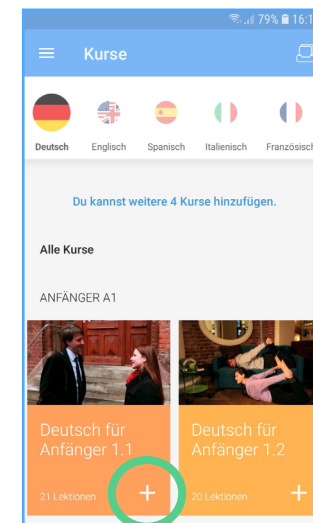 79% 16:1
Kurse
Deutsch Englisch Spanisch Italienisch Französisch
Du kannst weitere 4 Kurse hinzufügen.
Alle Kurse
ANFÄNGER A1
Deutsch für
Anfänger 1.1
21 Lektionen +
Deutsch für
Anfänger 1.2
20 Lektionen +